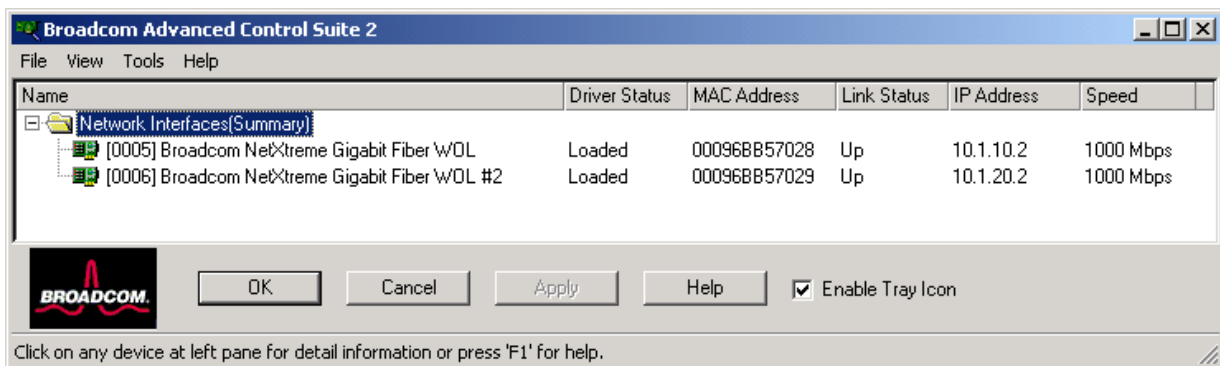 Broadcom Advanced Control Suite 2
File View Tools Help
Name Driver Status MAC Address Link Status IP Address Speed
Network Interfaces(Summary)
[0005] Broadcom NetXtreme Gigabit Fiber WOL Loaded 00096BB57028 Up 10.1.10.2 1000 Mbps
[0006] Broadcom NetXtreme Gigabit Fiber WOL #2 Loaded 00096BB57029 Up 10.1.20.2 1000 Mbps
BROADCOM. OK Cancel Apply Help Enable Tray Icon
Click on any device at left pane for detail information or press 'F1' for help.